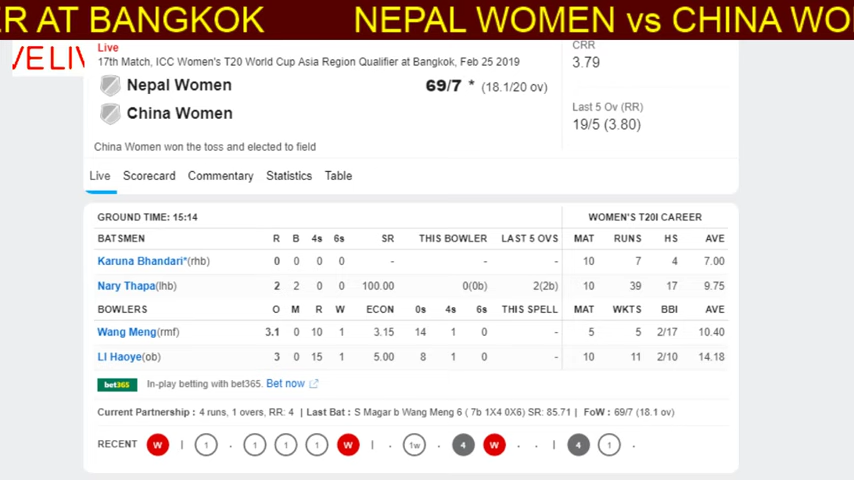 ER AT BANGKOK NEPAL WOMEN vs CHINA WO
VELIV
Live
17th Match, ICC Women's T20 World Cup Asia Region Qualifier at Bangkok, Feb 25 2019
Nepal Women 69/7 * (18.1/20 ov)
China Women
China Women won the toss and elected to field
CRR
3.79
Last 5 Ov (RR)
19/5 (3.80)
Live Scorecard Commentary Statistics Table
GROUND TIME: 15:14 WOMEN'S T20I CAREER
BATSMEN R B 4s 6s SR THIS BOWLER LAST 5 OVS MAT RUNS HS AVE
Karuna Bhandari*(rhb) 0 0 0 0 - - - 10 7 4 7.00
Nary Thapa(lhb) 2 2 0 0 100.00 0(0b) 2(2b) 10 39 17 9.75
BOWLERS O M R W ECON 0s 4s 6s THIS SPELL MAT WKTS BBI AVE
Wang Meng(rmf) 3.1 0 10 1 3.15 14 1 0 - 5 5 2/17 10.40
LI Haoye(ob) 3 0 15 1 5.00 8 1 0 - 10 11 2/10 14.18
bet365 In-play betting with bet365. Bet now
Current Partnership : 4 runs, 1 overs, RR: 4 | Last Bat : S Magar b Wang Meng 6 ( 7b 1X4 0X6) SR: 85.71 | FoW : 69/7 (18.1 ov)
RECENT W | 1 . 1 1 1 W | . 1w . 4 W . . | 4 1 .